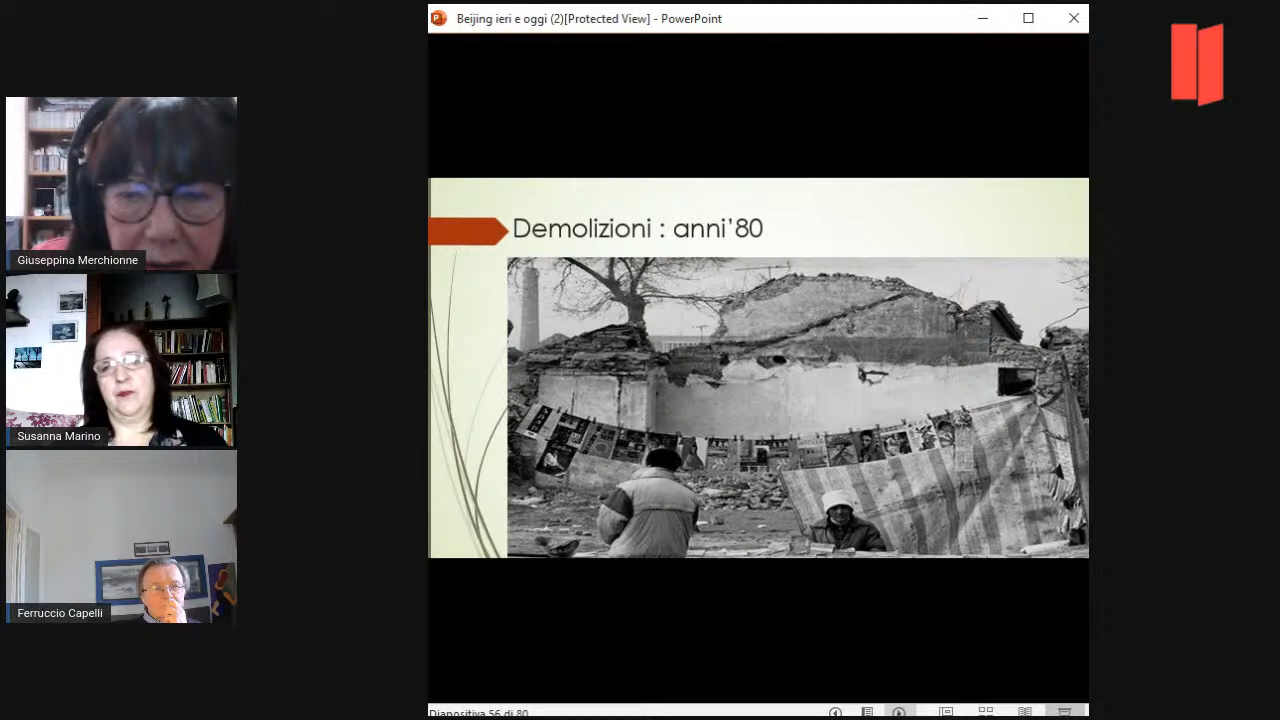 Beijing ieri e oggi (2)[Protected View] - PowerPoint
Giuseppina Merchionne
Susanna Marino
Ferruccio Capelli
Demolizioni : anni'80
Diapositiva 56 di 80